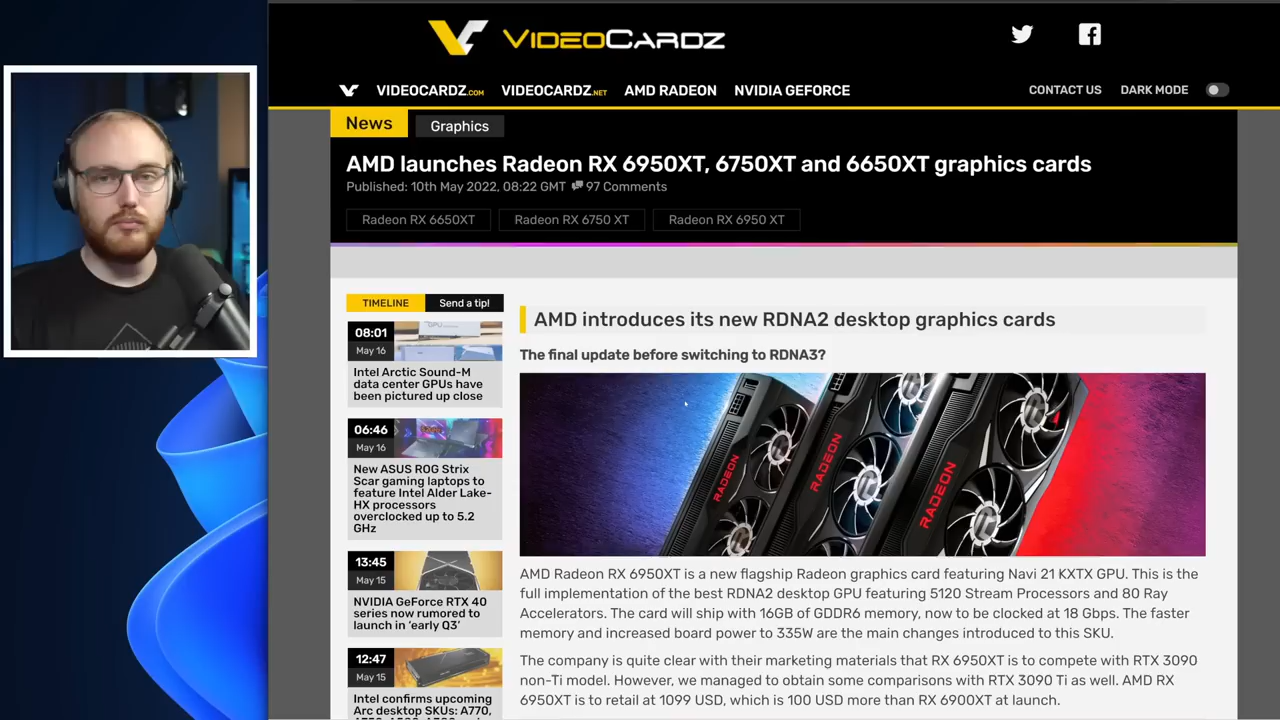 VIDEOCARDZ
VIDEOCARDZ.COM VIDEOCARDZ.NET AMD RADEON NVIDIA GEFORCE CONTACT US DARK MODE
News Graphics
AMD launches Radeon RX 6950XT, 6750XT and 6650XT graphics cards
Published: 10th May 2022, 08:22 GMT 97 Comments
Radeon RX 6650XT Radeon RX 6750 XT Radeon RX 6950 XT
TIMELINE Send a tip!
08:01
May 16
Intel Arctic Sound-M
data center GPUs have
been pictured up close
06:46
May 16
New ASUS ROG Strix
Scar gaming laptops to
feature Intel Alder Lake-
HX processors
overclocked up to 5.2
GHz
13:45
May 15
NVIDIA GeForce RTX 40
series now rumored to
launch in ‘early Q3’
12:47
May 15
Intel confirms upcoming
Arc desktop SKUs: A770,
AMD introduces its new RDNA2 desktop graphics cards
The final update before switching to RDNA3?
RADEON
RADEON
RADEON
AMD Radeon RX 6950XT is a new flagship Radeon graphics card featuring Navi 21 KXTX GPU. This is the
full implementation of the best RDNA2 desktop GPU featuring 5120 Stream Processors and 80 Ray
Accelerators. The card will ship with 16GB of GDDR6 memory, now to be clocked at 18 Gbps. The faster
memory and increased board power to 335W are the main changes introduced to this SKU.
The company is quite clear with their marketing materials that RX 6950XT is to compete with RTX 3090
non-Ti model. However, we managed to obtain some comparisons with RTX 3090 Ti as well. AMD RX
6950XT is to retail at 1099 USD, which is 100 USD more than RX 6900XT at launch.